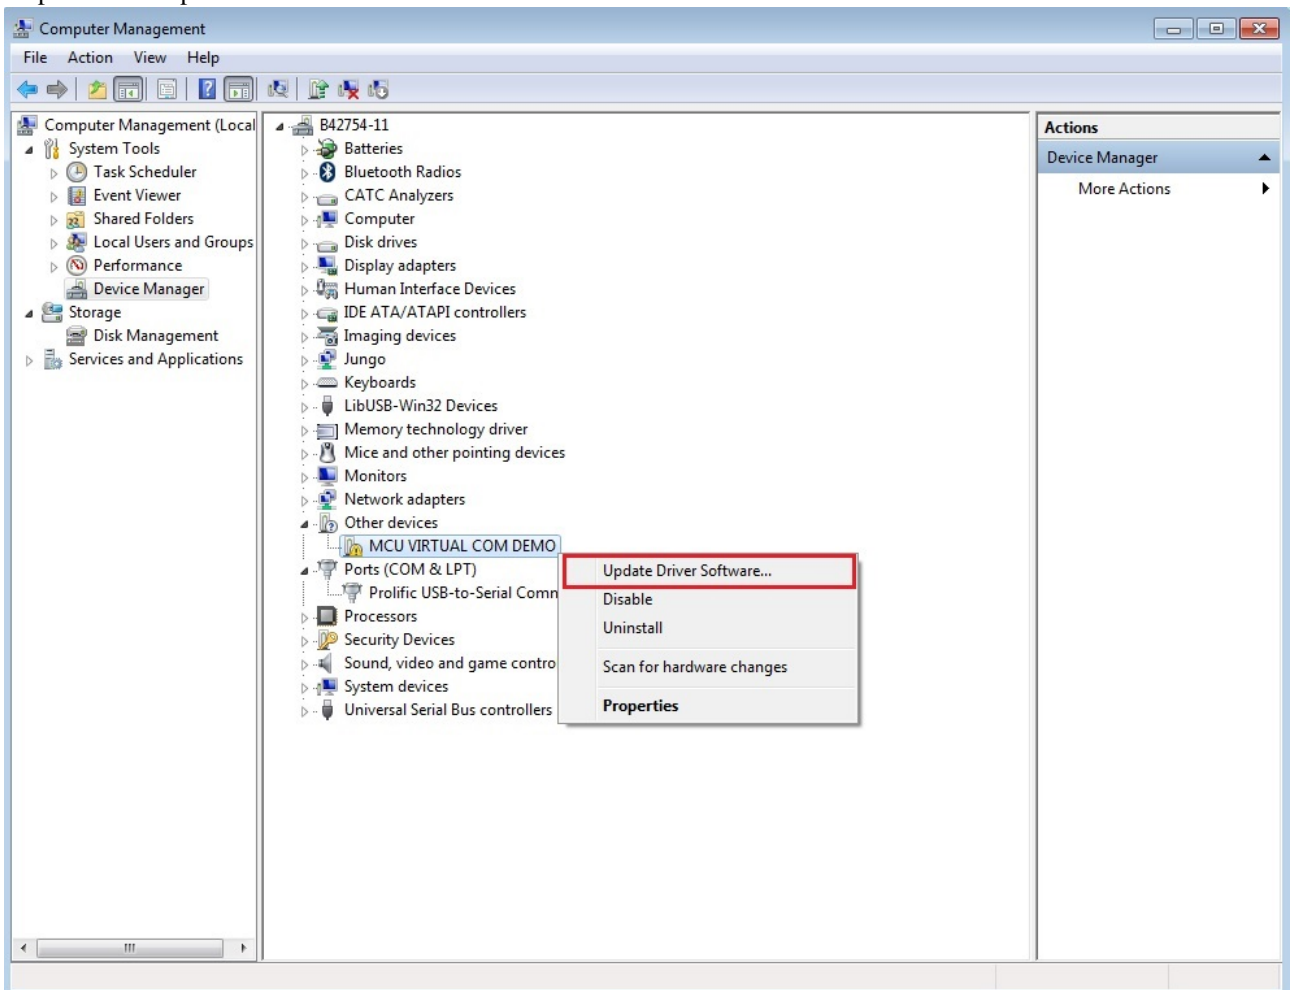 Computer Management
File Action View Help
Computer Management (Local
System Tools
Task Scheduler
Event Viewer
Shared Folders
Local Users and Groups
Performance
Device Manager
Storage
Disk Management
Services and Applications
B42754-11
Batteries
Bluetooth Radios
CATC Analyzers
Computer
Disk drives
Display adapters
Human Interface Devices
IDE ATA/ATAPI controllers
Imaging devices
Jungo
Keyboards
LibUSB-Win32 Devices
Memory technology driver
Mice and other pointing devices
Monitors
Network adapters
Other devices
MCU VIRTUAL COM DEMO
Ports (COM & LPT)
Prolific USB-to-Serial Comn
Processors
Security Devices
Sound, video and game contro
System devices
Universal Serial Bus controllers
Update Driver Software...
Disable
Uninstall
Scan for hardware changes
Properties
Actions
Device Manager
More Actions